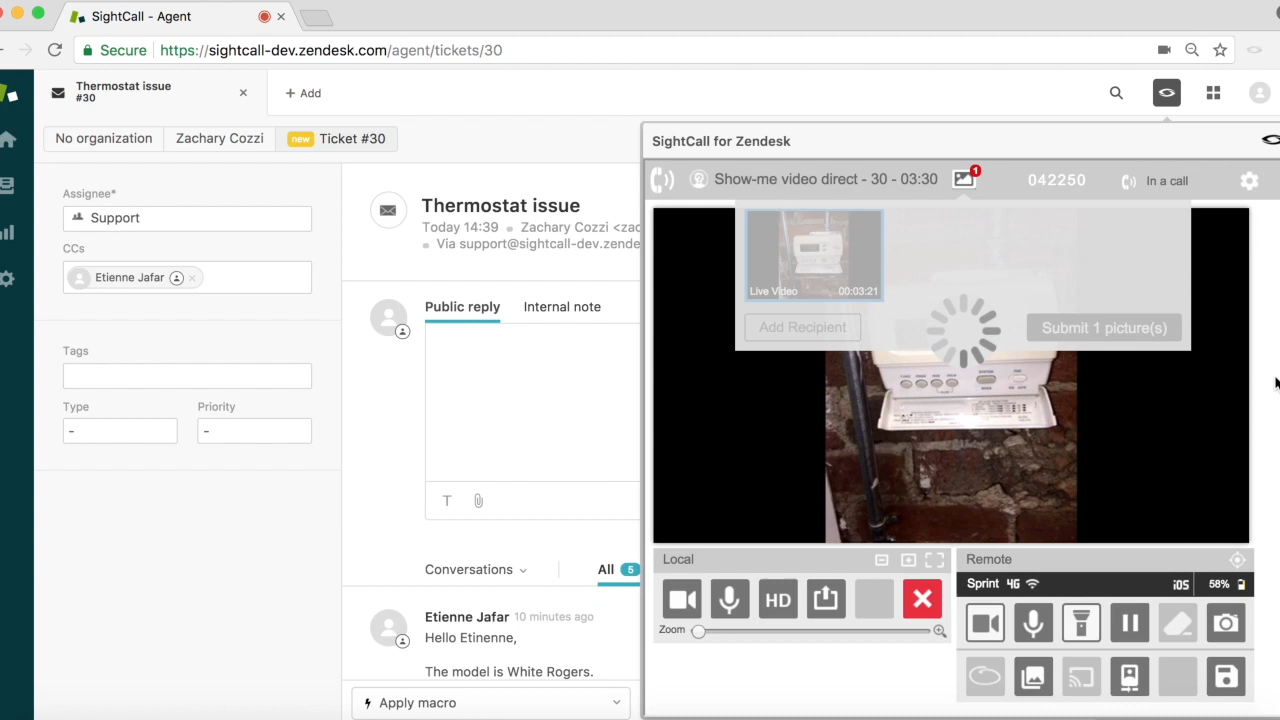 SightCall - Agent
Secure
https://sightcall-dev.zendesk.com/agent/tickets/30
Thermostat issue
#30
+ Add
No organization
Zachary Cozzi
new Ticket #30
Assignee*
Support
CCs
Etienne Jafar
Tags
Type
Priority
-
-
Thermostat issue
Today 14:39 Zachary Cozzi <zac
Via support@sightcall-dev.zende
Public reply
Internal note
T
Conversations
All 5
Etienne Jafar 10 minutes ago
Hello Etinenne,
The model is White Rogers.
Apply macro
SightCall for Zendesk
Show-me video direct - 30 - 03:30
1
042250
In a call
Live Video
00:03:21
Add Recipient
Submit 1 picture(s)
Local
HD
Zoom
Remote
Sprint 4G
iOS
58%